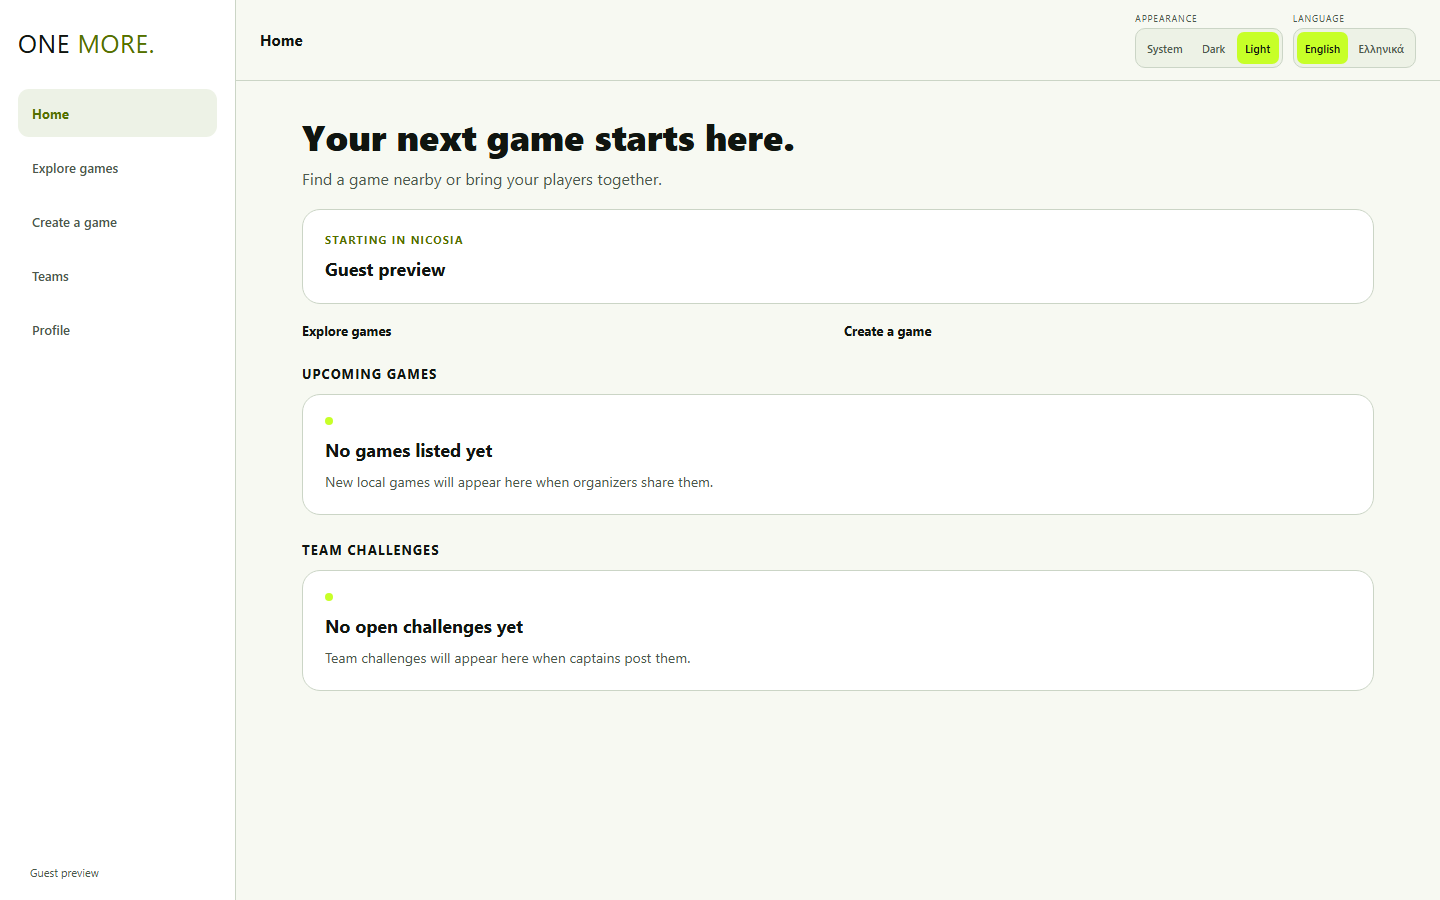 ONE MORE.
Home
Explore games
Create a game
Teams
Profile
Guest preview
Home
APPEARANCE
System Dark Light
LANGUAGE
English Ελληνικά
Your next game starts here.
Find a game nearby or bring your players together.
STARTING IN NICOSIA
Guest preview
Explore games
Create a game
UPCOMING GAMES
No games listed yet
New local games will appear here when organizers share them.
TEAM CHALLENGES
No open challenges yet
Team challenges will appear here when captains post them.